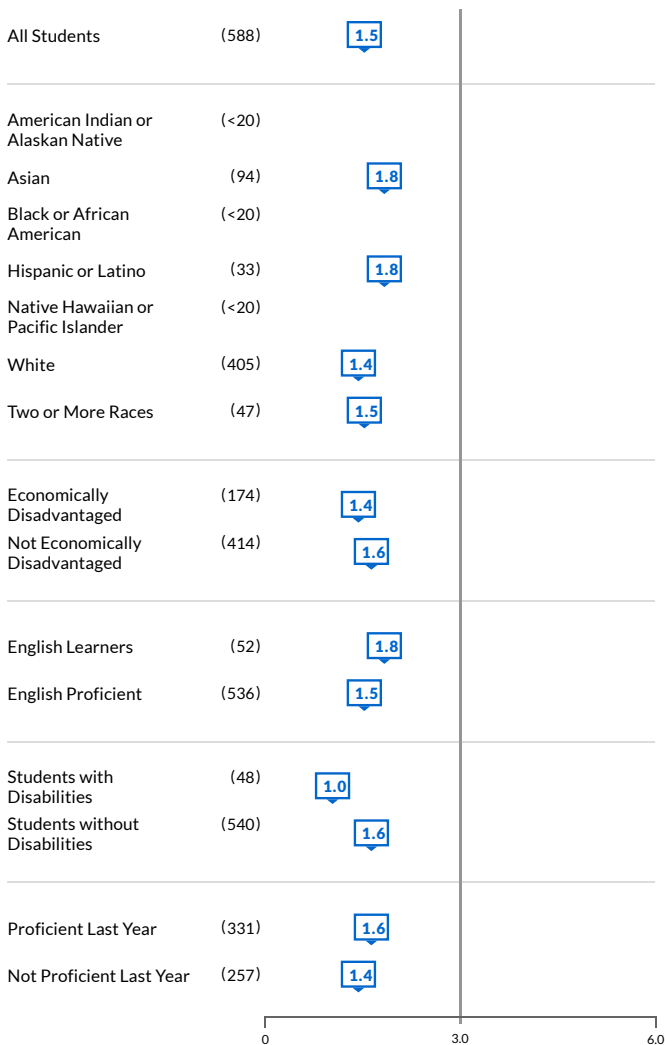 All Students (588) 1.5
American Indian or (<20)
Alaskan Native
Asian (94) 1.8
Black or African (<20)
American
Hispanic or Latino (33) 1.8
Native Hawaiian or (<20)
Pacific Islander
White (405) 1.4
Two or More Races (47) 1.5
Economically (174) 1.4
Disadvantaged
Not Economically (414) 1.6
Disadvantaged
English Learners (52) 1.8
English Proficient (536) 1.5
Students with (48) 1.0
Disabilities
Students without (540) 1.6
Disabilities
Proficient Last Year (331) 1.6
Not Proficient Last Year (257) 1.4
0 3.0 6.0